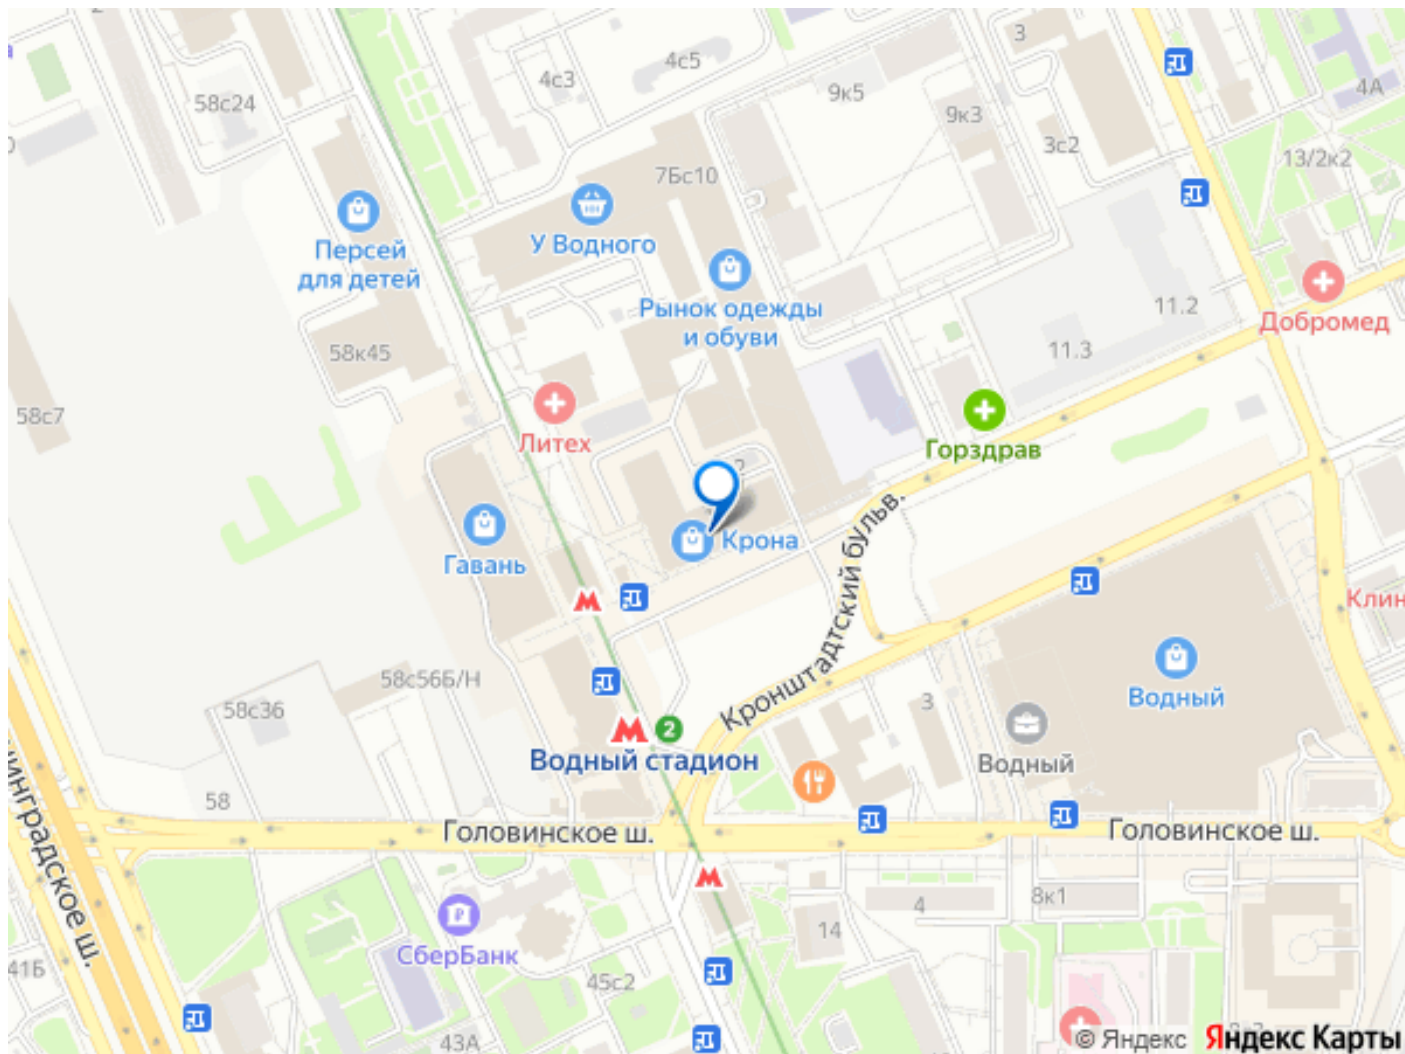 4с3
4с5
3
9к5
4А
58с24
9к3
3с2
13/2к2
7Бс10
У Водного
Персей
для детей
Рынок одежды
и обуви
11.2
Добромед
58к45
11.3
58с7
Литех
Горздрав
Крона
Гавань
Кронштадтский бульв.
Клин
58с56Б/Н
58с36
3
Водный
2
Водный стадион
Водный
58
Головинское ш.
Головинское ш.
8к1
4
14
СберБанк
41Б
45с2
43А
© Яндекс Яндекс Карты